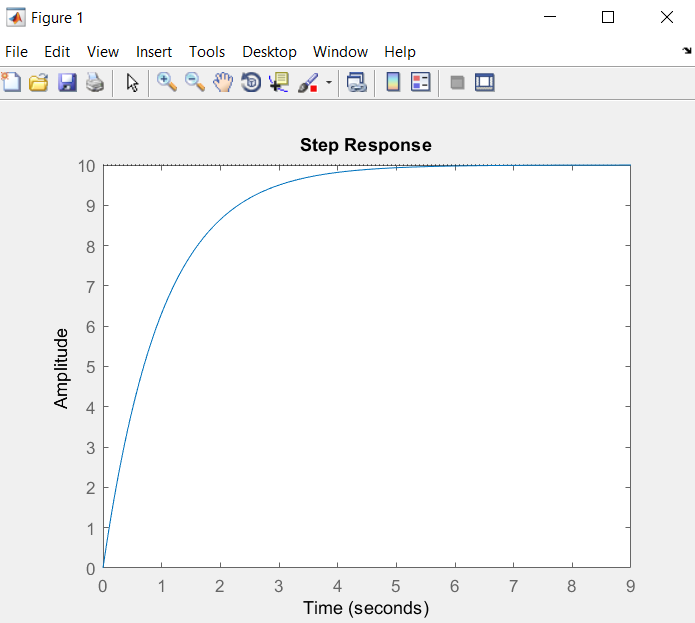 Figure 1
File Edit View Insert Tools Desktop Window Help
Step Response
10
9
8
7
6
5
4
3
2
1
0
Amplitude
0 1 2 3 4 5 6 7 8 9
Time (seconds)